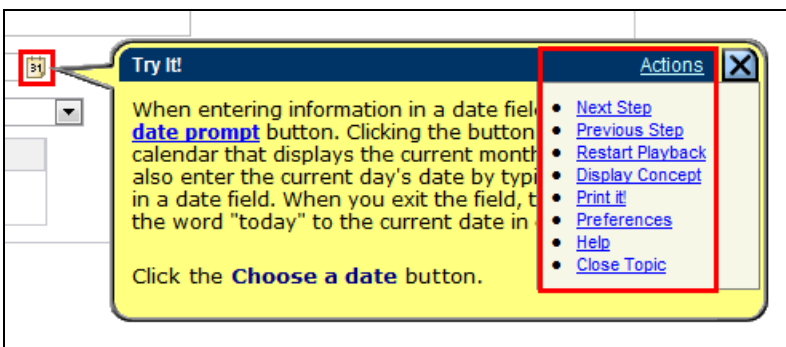 31
Try It!
Actions
When entering information in a date fiel
date prompt button. Clicking the button
calendar that displays the current month
also enter the current day's date by typi
in a date field. When you exit the field, t
the word "today" to the current date in
Click the Choose a date button.
Next Step
Previous Step
Restart Playback
Display Concept
Print it!
Preferences
Help
Close Topic